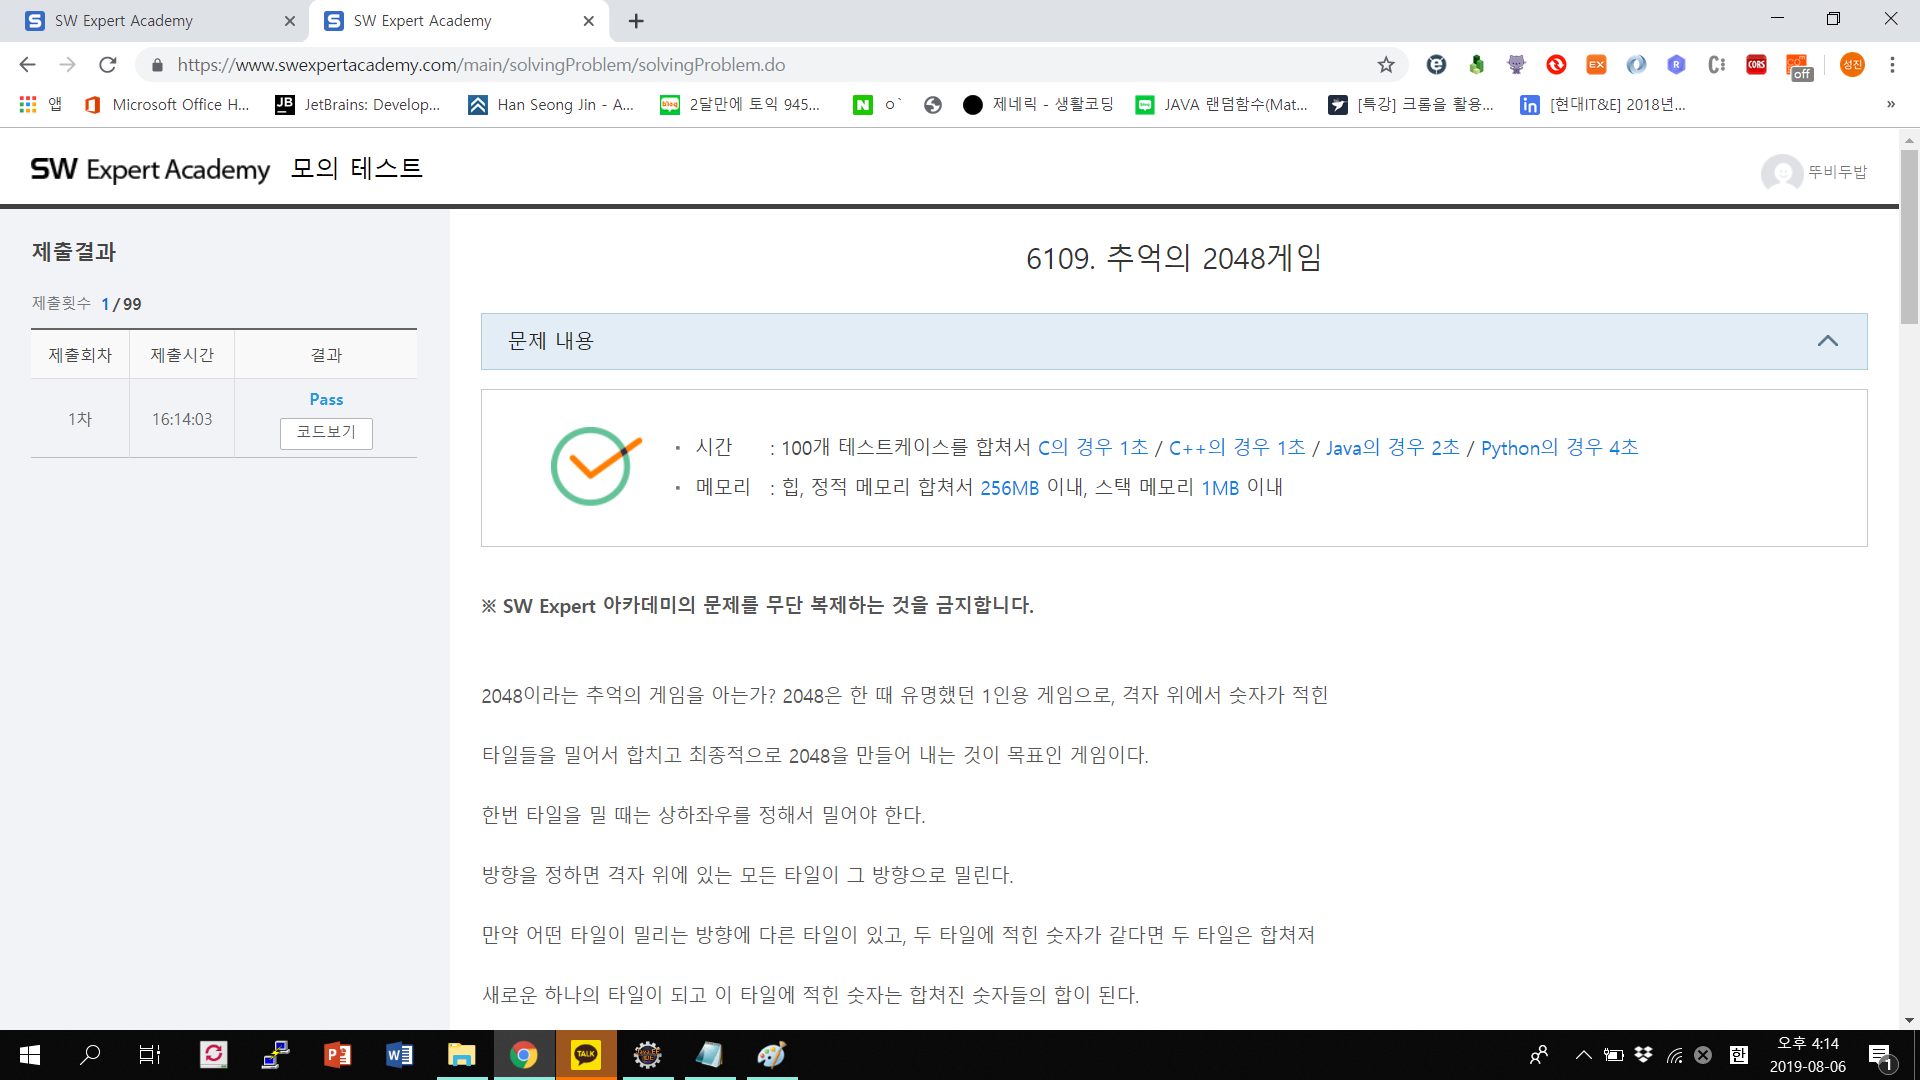 SW Expert Academy
SW Expert Academy
https://www.swexpertacademy.com/main/solvingProblem/solvingProblem.do
EX
R
CORS
off
성진
앱
Microsoft Office H...
JB
JetBrains: Develop...
Han Seong Jin - A...
blog
2달만에 토익 945...
N
ㅇ`
제네릭 - 생활코딩
JAVA 랜덤함수(Mat...
[특강] 크롬을 활용...
in
[현대IT&E] 2018년...
»
SW Expert Academy 모의 테스트
뚜비두밥
제출결과
제출횟수 1 / 99
제출회차 제출시간 결과
1차 16:14:03 Pass
코드보기
6109. 추억의 2048게임
문제 내용
· 시간 : 100개 테스트케이스를 합쳐서 C의 경우 1초 / C++의 경우 1초 / Java의 경우 2초 / Python의 경우 4초
· 메모리 : 힙, 정적 메모리 합쳐서 256MB 이내, 스택 메모리 1MB 이내
※ SW Expert 아카데미의 문제를 무단 복제하는 것을 금지합니다.
2048이라는 추억의 게임을 아는가? 2048은 한 때 유명했던 1인용 게임으로, 격자 위에서 숫자가 적힌
타일들을 밀어서 합치고 최종적으로 2048을 만들어 내는 것이 목표인 게임이다.
한번 타일을 밀 때는 상하좌우를 정해서 밀어야 한다.
방향을 정하면 격자 위에 있는 모든 타일이 그 방향으로 밀린다.
만약 어떤 타일이 밀리는 방향에 다른 타일이 있고, 두 타일에 적힌 숫자가 같다면 두 타일은 합쳐져
새로운 하나의 타일이 되고 이 타일에 적힌 숫자는 합쳐진 숫자들의 합이 된다.
TALK
한
오후 4:14
2019-08-06
1